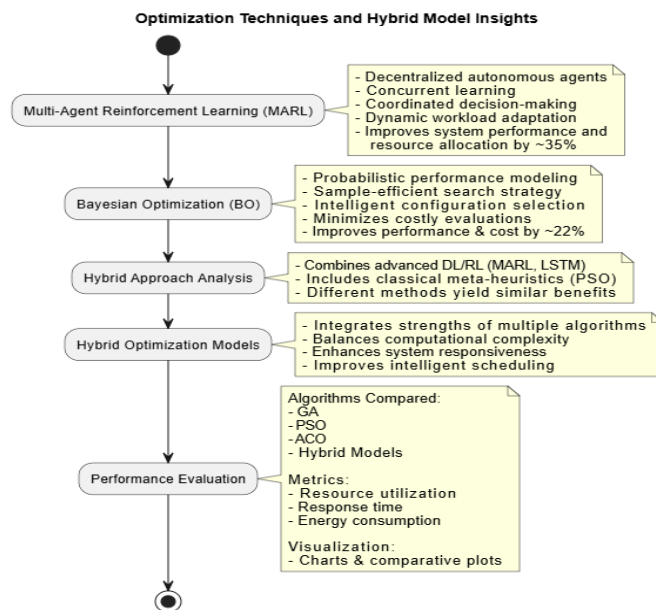 Optimization Techniques and Hybrid Model Insights
Multi-Agent Reinforcement Learning (MARL)
- Decentralized autonomous agents
- Concurrent learning
- Coordinated decision-making
- Dynamic workload adaptation
- Improves system performance and
resource allocation by ~35%
Bayesian Optimization (BO)
- Probabilistic performance modeling
- Sample-efficient search strategy
- Intelligent configuration selection
- Minimizes costly evaluations
- Improves performance & cost by ~22%
Hybrid Approach Analysis
- Combines advanced DL/RL (MARL, LSTM)
- Includes classical meta-heuristics (PSO)
- Different methods yield similar benefits
Hybrid Optimization Models
- Integrates strengths of multiple algorithms
- Balances computational complexity
- Enhances system responsiveness
- Improves intelligent scheduling
Performance Evaluation
Algorithms Compared:
- GA
- PSO
- ACO
- Hybrid Models
Metrics:
- Resource utilization
- Response time
- Energy consumption
Visualization:
- Charts & comparative plots